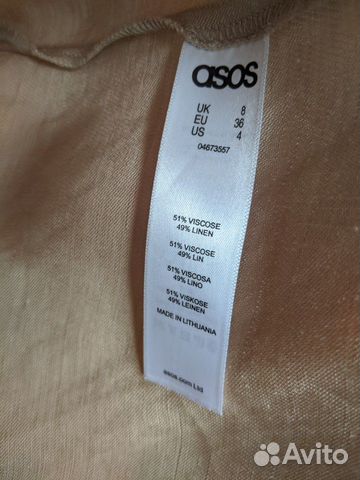 asos
UK 8
EU 36
US 4
04673557
51% VISCOSE
49% LINEN
51% VISCOSE
49% LIN
51% VISCOSA
49% LINO
51% VISKOSE
49% LEINEN
MADE IN LITHUANIA
asos.com Ltd
Avito